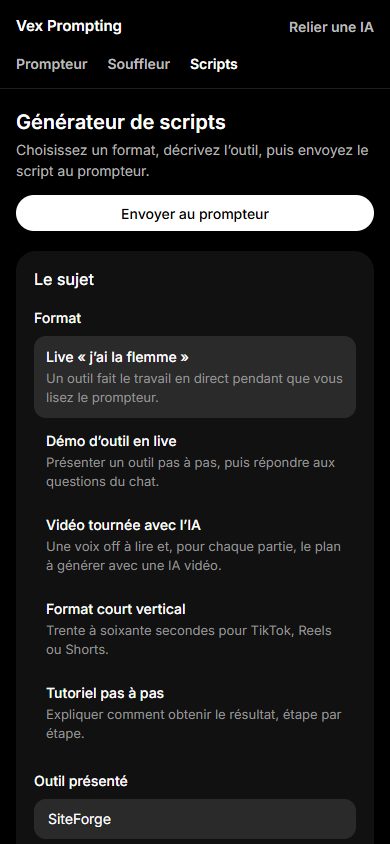 Vex Prompting
Relier une IA
Prompteur
Souffleur
Scripts
Générateur de scripts
Choisissez un format, décrivez l’outil, puis envoyez le
script au prompteur.
Envoyer au prompteur
Le sujet
Format
Live « j’ai la flemme »
Un outil fait le travail en direct pendant que vous
lisez le prompteur.
Démo d’outil en live
Présenter un outil pas à pas, puis répondre aux
questions du chat.
Vidéo tournée avec l’IA
Une voix off à lire et, pour chaque partie, le plan
à générer avec une IA vidéo.
Format court vertical
Trente à soixante secondes pour TikTok, Reels
ou Shorts.
Tutoriel pas à pas
Expliquer comment obtenir le résultat, étape par
étape.
Outil présenté
SiteForge